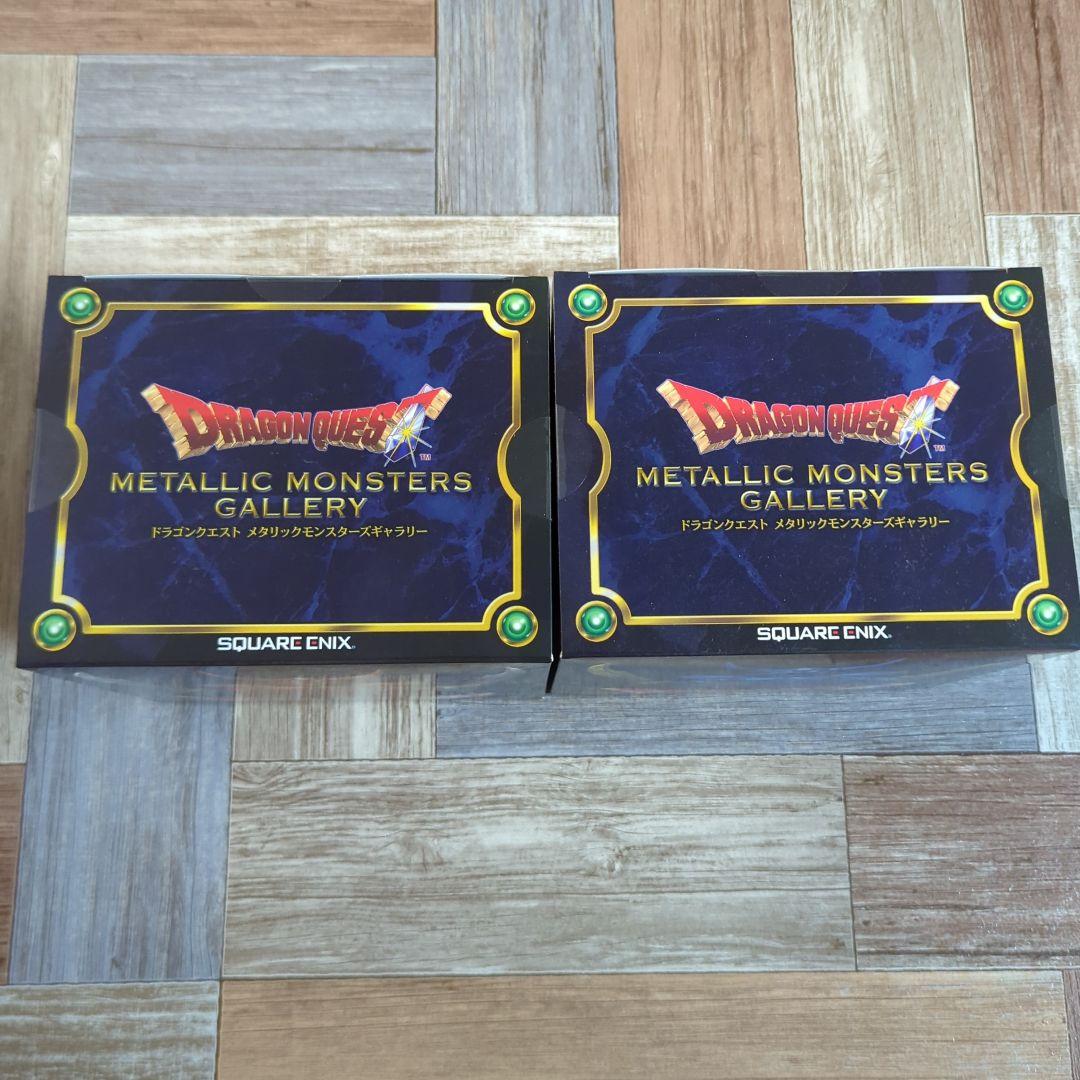 DRAGON QUEST
TM
METALLIC MONSTERS
GALLERY
ドラゴンクエスト メタリックモンスターズギャラリー
SQUARE ENIX®
DRAGON QUEST
TM
METALLIC MONSTERS
GALLERY
ドラゴンクエスト メタリックモンスターズギャラリー
SQUARE ENIX®